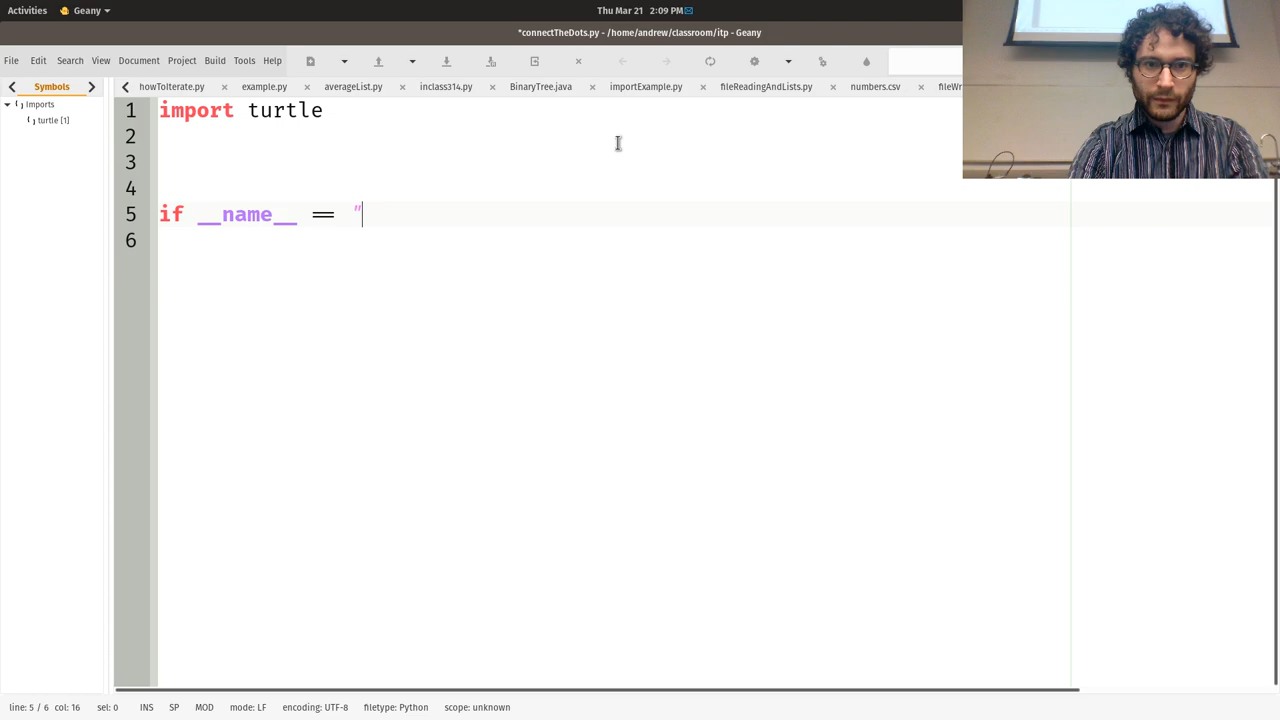 Activities Geany Thu Mar 21 2:09 PM
*connectTheDots.py - /home/andrew/classroom/itp - Geany
File Edit Search View Document Project Build Tools Help
Symbols howToIterate.py example.py averageList.py inclass314.py BinaryTree.java importExample.py fileReadingAndLists.py numbers.csv fileWr
Imports
turtle [1]
1 import turtle
2
3
4
5 if __name__ == "
6
line: 5 / 6 col: 16 sel: 0 INS SP MOD mode: LF encoding: UTF-8 filetype: Python scope: unknown